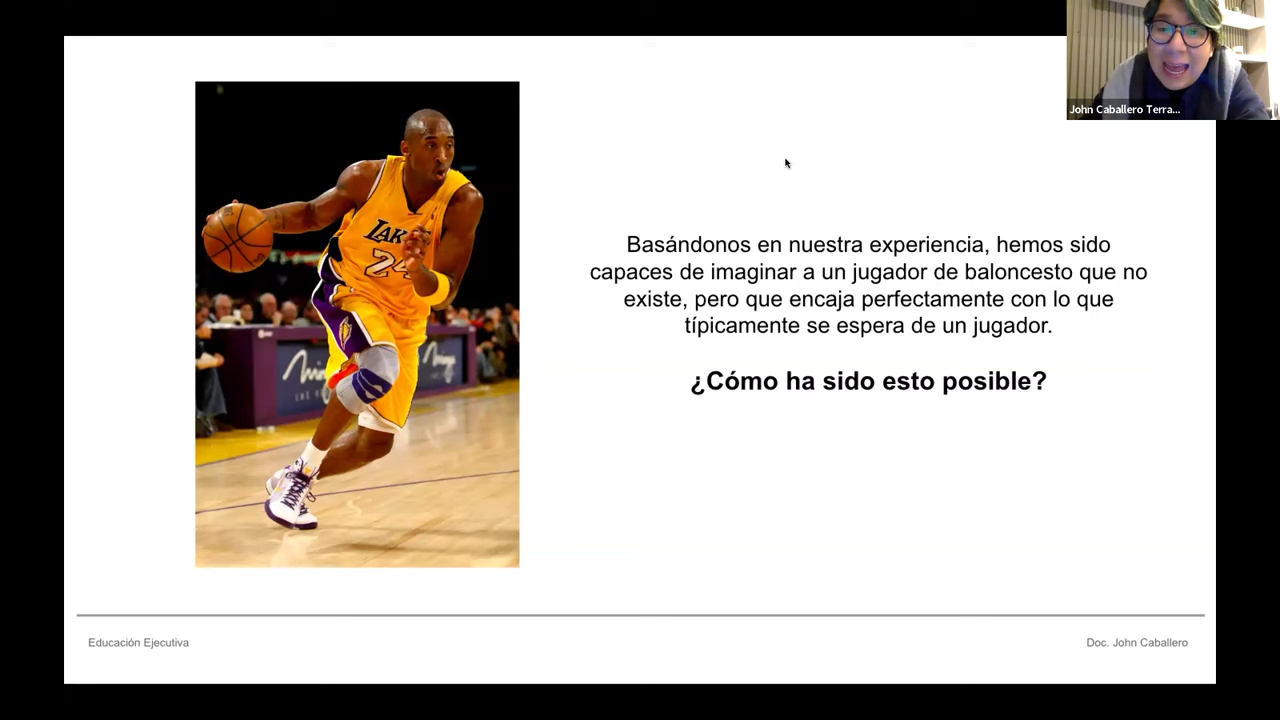 John Caballero Terra...
LAK
24
Basándonos en nuestra experiencia, hemos sido
capaces de imaginar a un jugador de baloncesto que no
existe, pero que encaja perfectamente con lo que
típicamente se espera de un jugador.
¿Cómo ha sido esto posible?
Educación Ejecutiva
Doc. John Caballero